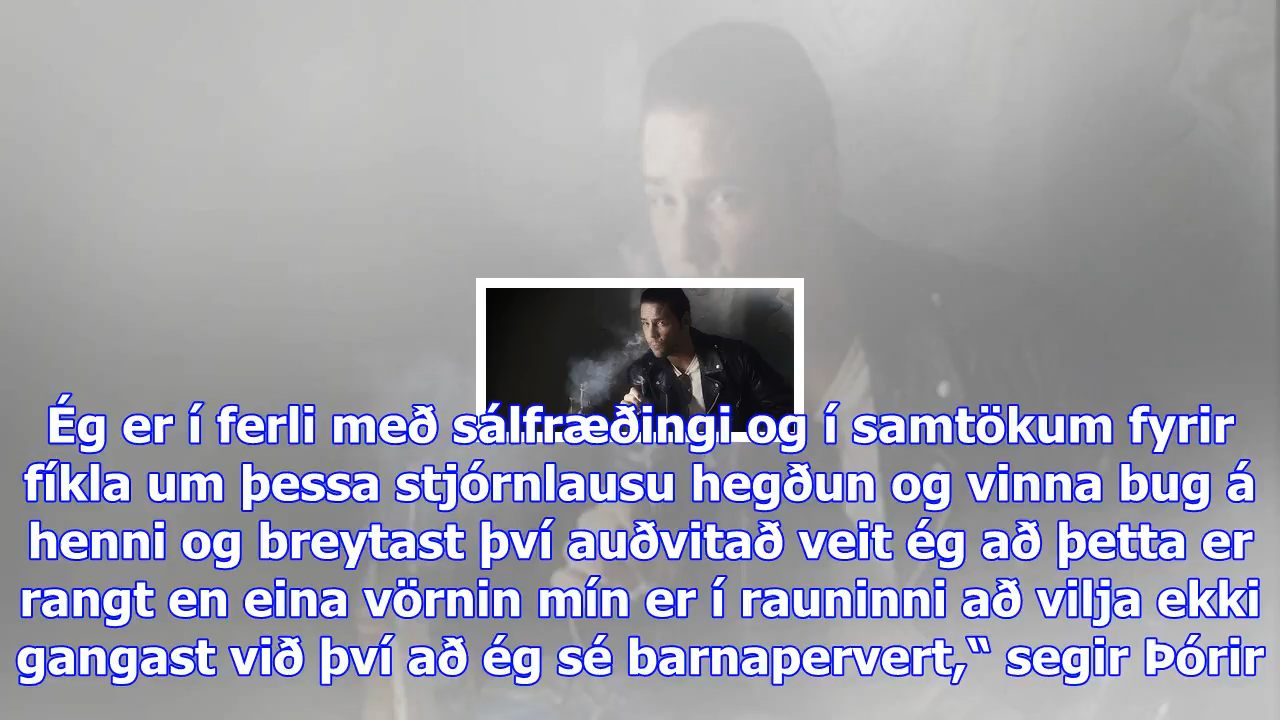 Ég er í ferli með sálfræðingi og í samtökum fyrir
fíkla um þessa stjórnlausu hegðun og vinna bug á
henni og breytast því auðvitað veit ég að þetta er
rangt en eina vörnin mín er í rauninni að vilja ekki
gangast við því að ég sé barnapervert,“ segir Þórir